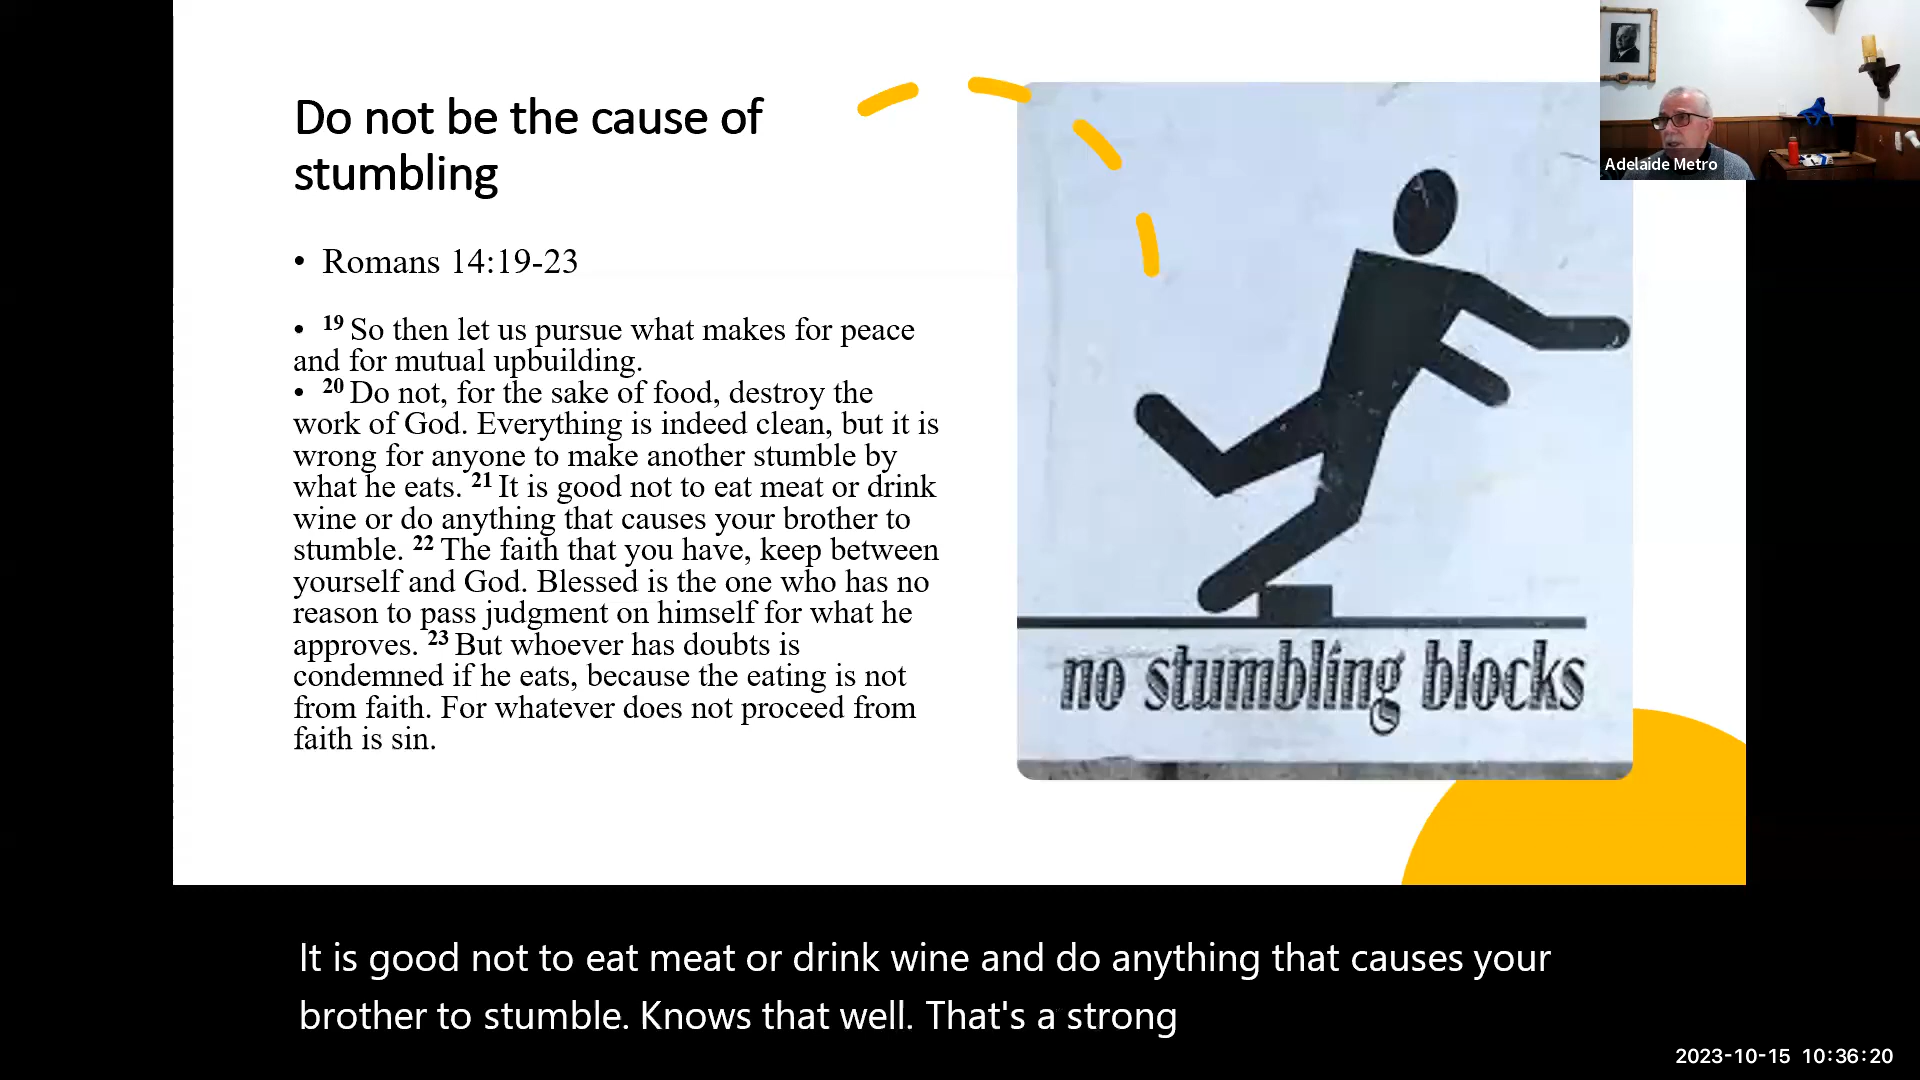 Do not be the cause of
stumbling
• Romans 14:19-23
• 19 So then let us pursue what makes for peace
and for mutual upbuilding.
• 20 Do not, for the sake of food, destroy the
work of God. Everything is indeed clean, but it is
wrong for anyone to make another stumble by
what he eats. 21 It is good not to eat meat or drink
wine or do anything that causes your brother to
stumble. 22 The faith that you have, keep between
yourself and God. Blessed is the one who has no
reason to pass judgment on himself for what he
approves. 23 But whoever has doubts is
condemned if he eats, because the eating is not
from faith. For whatever does not proceed from
faith is sin.
no stumbling blocks
Adelaide Metro
It is good not to eat meat or drink wine and do anything that causes your
brother to stumble. Knows that well. That's a strong
2023-10-15 10:36:20